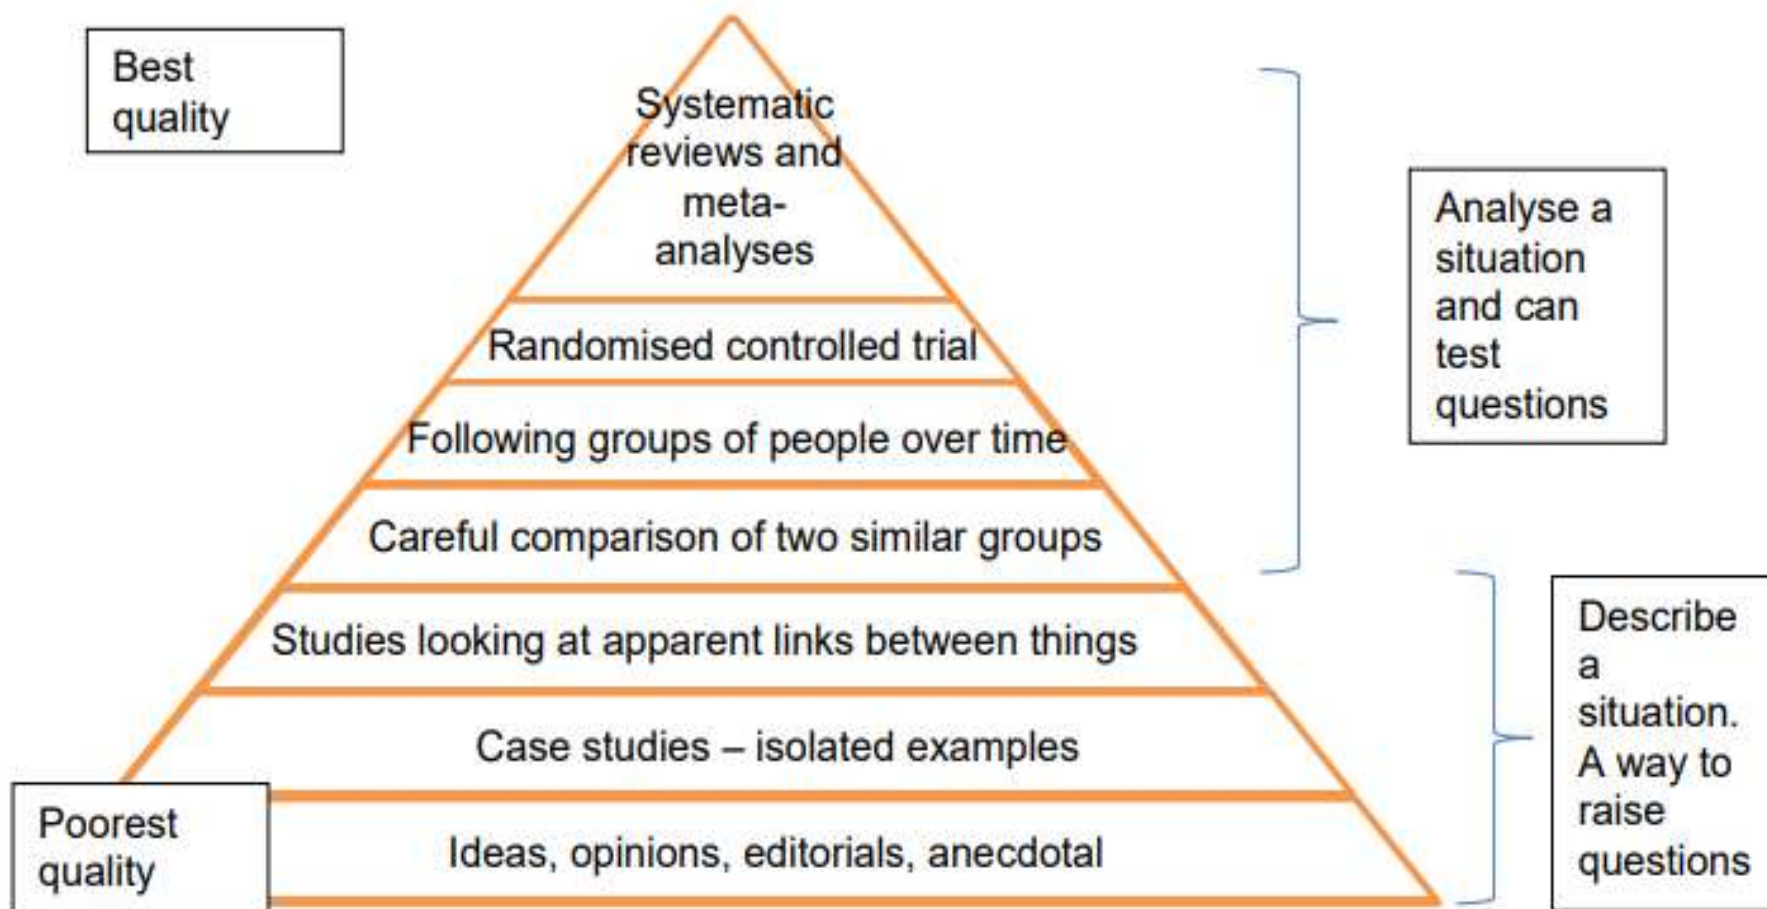 Best
quality
Systematic
reviews and
meta-
analyses
Randomised controlled trial
Following groups of people over time
Careful comparison of two similar groups
Studies looking at apparent links between things
Case studies – isolated examples
Ideas, opinions, editorials, anecdotal
Poorest
quality
Analyse a
situation
and can
test
questions
Describe
a
situation.
A way to
raise
questions